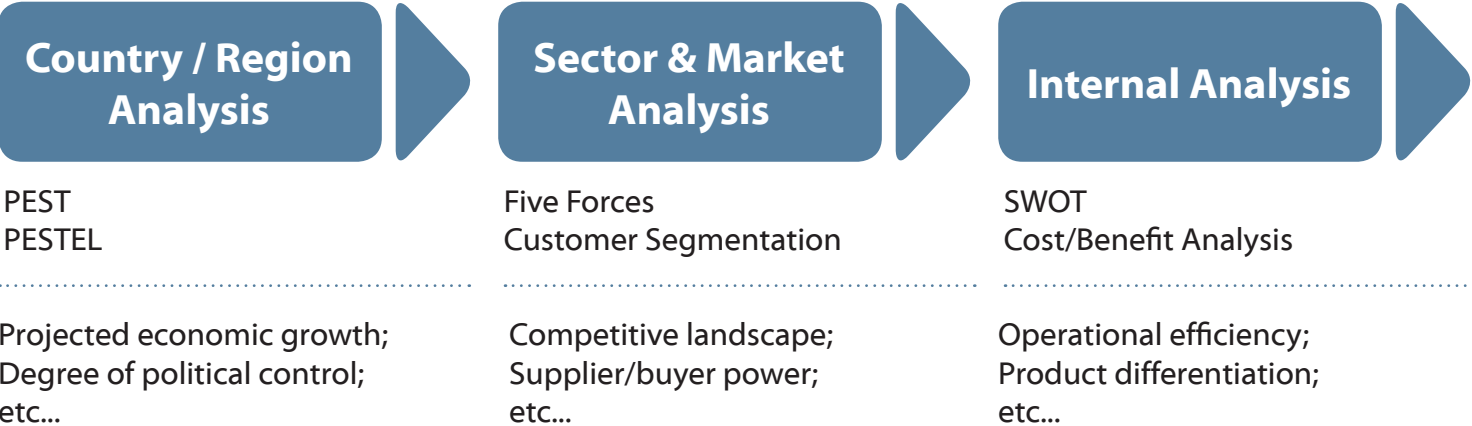 Country / Region
Analysis
Sector & Market
Analysis
Internal Analysis
PEST
PESTEL
Five Forces
Customer Segmentation
SWOT
Cost/Benefit Analysis
Projected economic growth;
Degree of political control;
etc...
Competitive landscape;
Supplier/buyer power;
etc...
Operational efficiency;
Product differentiation;
etc...